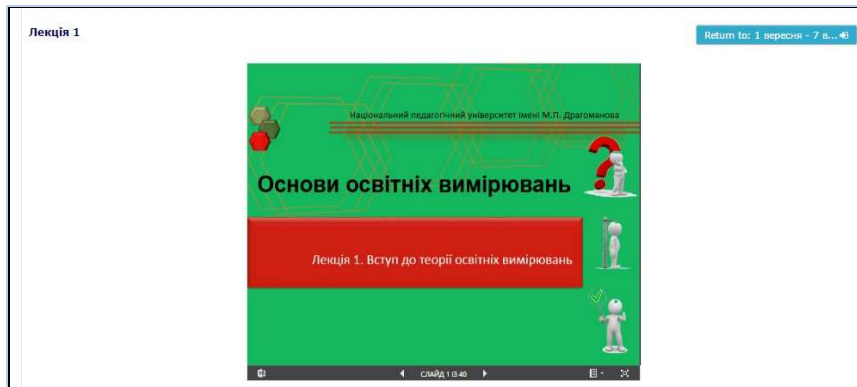 Лекція 1
Return to: 1 вересня - 7 в...
Національний педагогічний університет імені М.П. Драгоманова
Основи освітніх вимірювань
Лекція 1. Вступ до теорії освітніх вимірювань
СЛАЙД 1 ІЗ 40